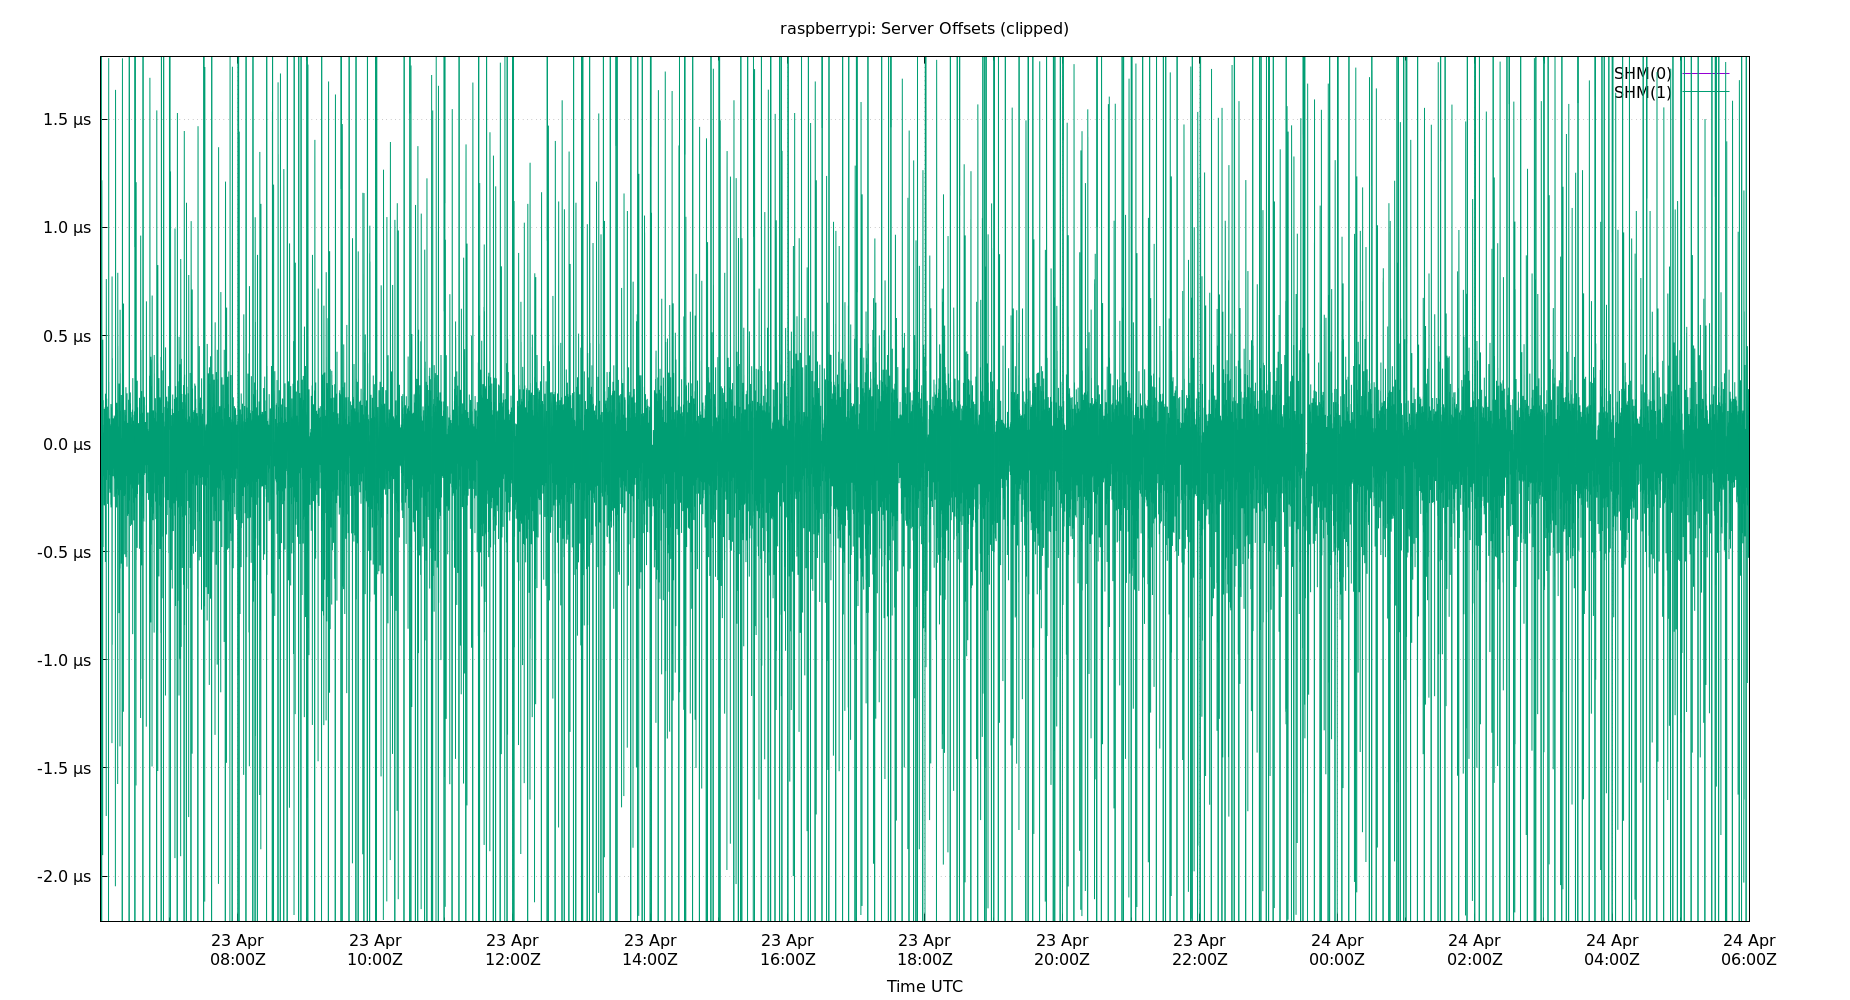 raspberrypi: Server Offsets (clipped)
SHM(0)
SHM(1)
1.5 µs
1.0 µs
0.5 µs
0.0 µs
-0.5 µs
-1.0 µs
-1.5 µs
-2.0 µs
23 Apr 23 Apr 23 Apr 23 Apr 23 Apr 23 Apr 23 Apr 23 Apr 24 Apr 24 Apr 24 Apr 24 Apr
08:00Z 10:00Z 12:00Z 14:00Z 16:00Z 18:00Z 20:00Z 22:00Z 00:00Z 02:00Z 04:00Z 06:00Z
Time UTC